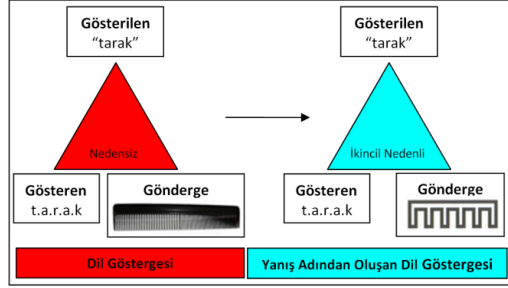 Gösterilen
"tarak"
Nedensiz
Gösteren
t.a.r.a.k
Gönderge
Dil Göstergesi
Gösterilen
"tarak"
İkincil Nedenli
Gösteren
t.a.r.a.k
Gönderge
Yanış Adından Oluşan Dil Göstergesi